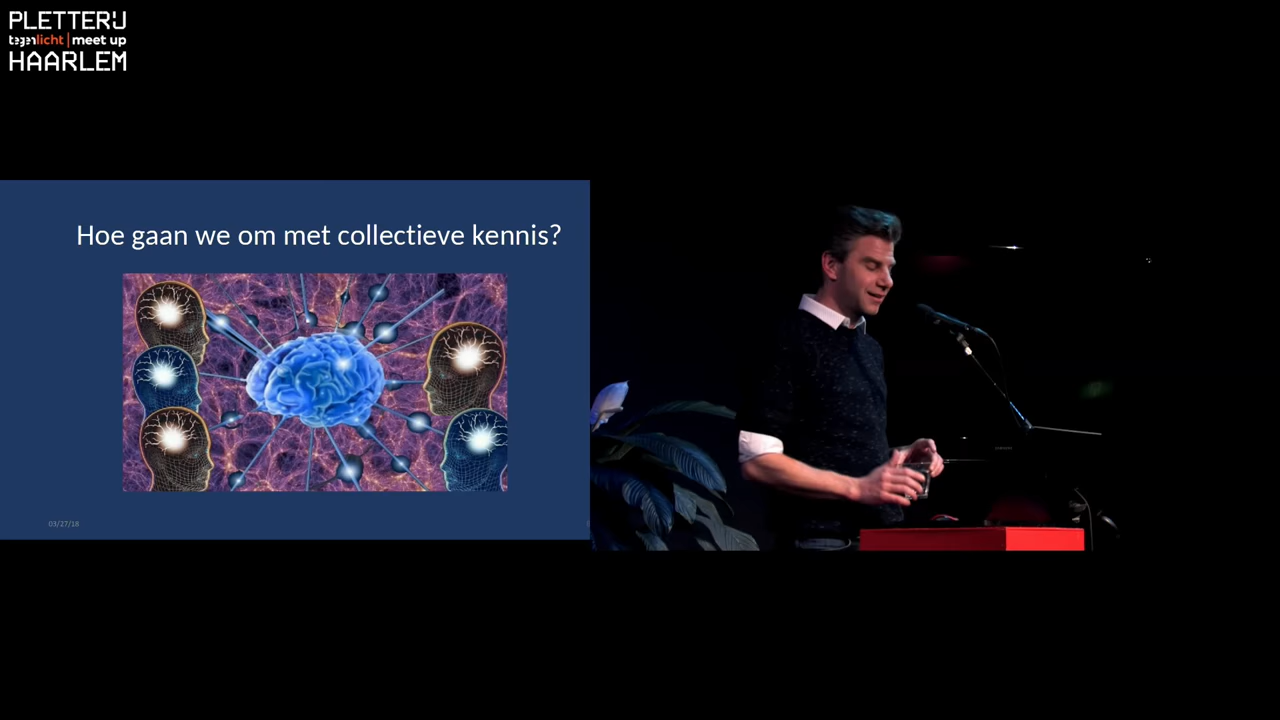 PLETTERIJ
tegenlicht | meet up
HAARLEM
Hoe gaan we om met collectieve kennis?
03/27/18